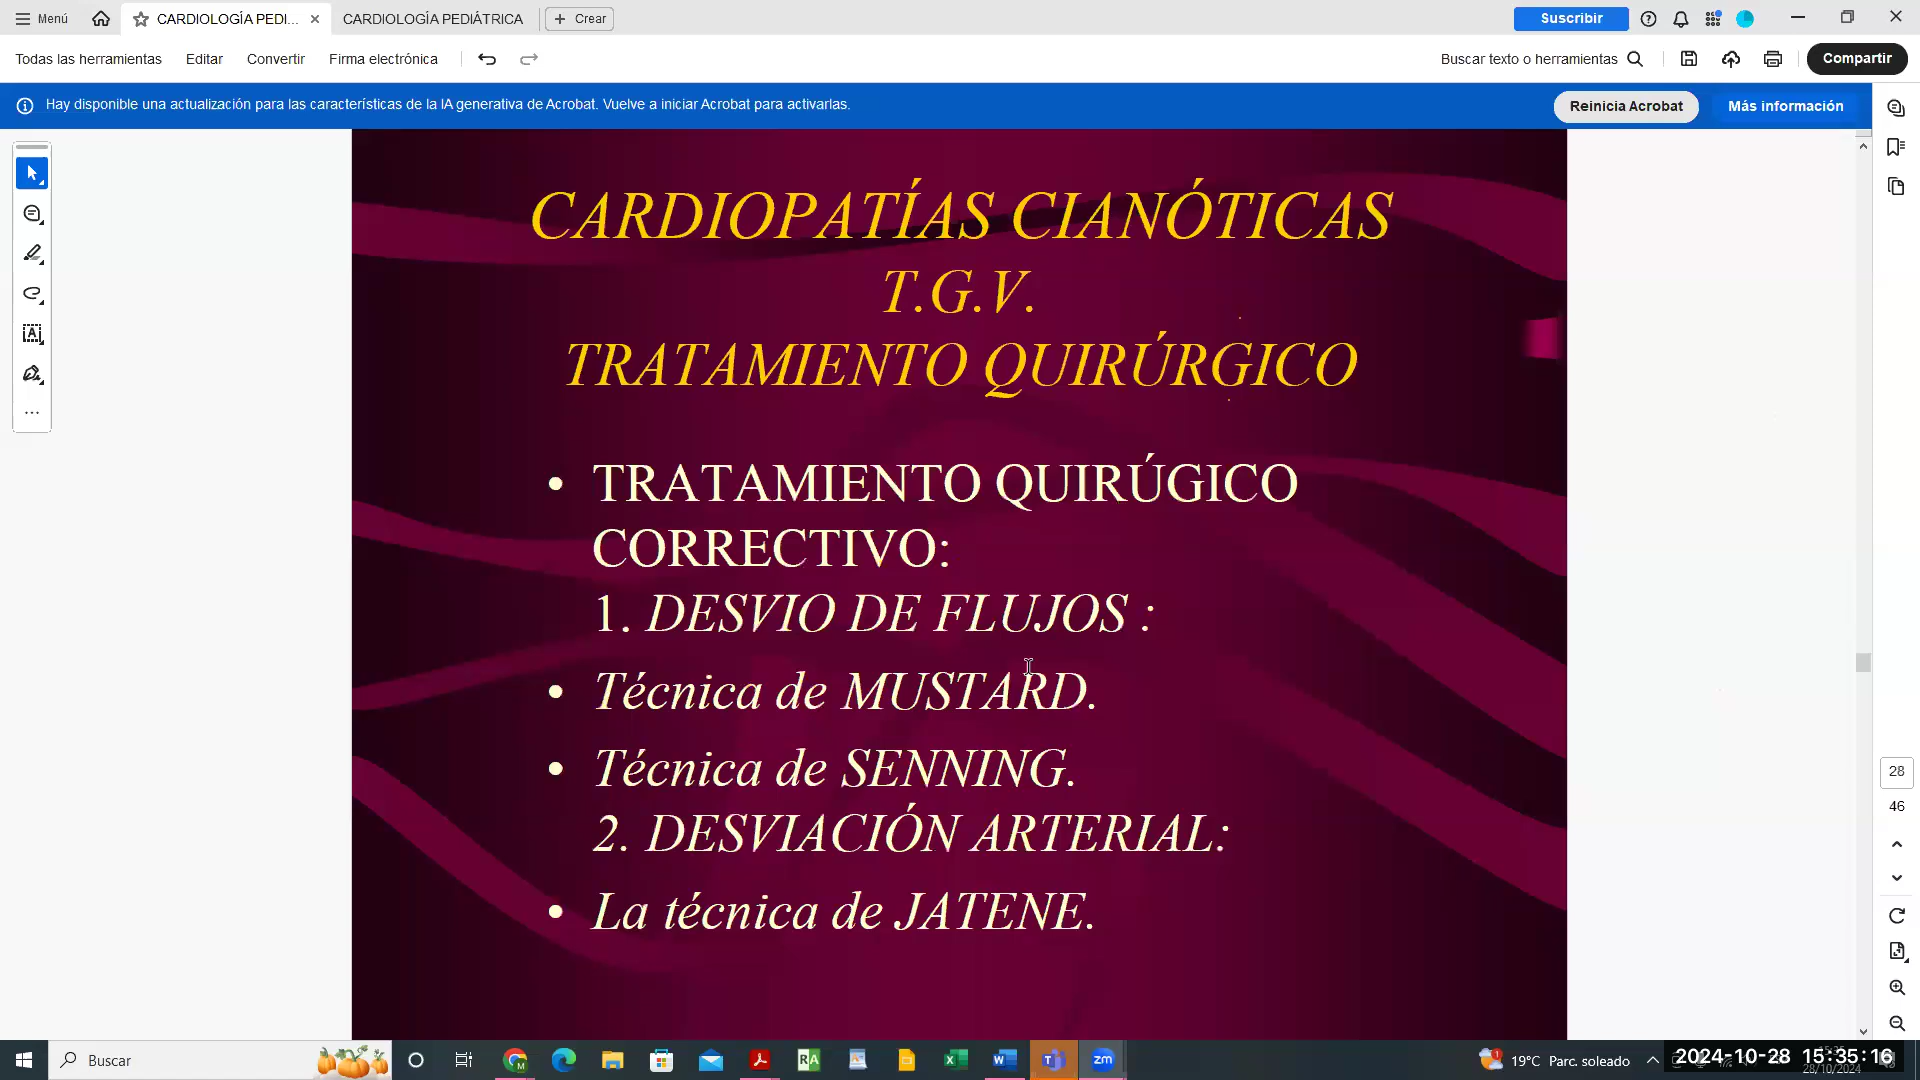 Menú
CARDIOLOGÍA PEDI...
CARDIOLOGÍA PEDIÁTRICA
Crear
Suscribir
Todas las herramientas
Editar
Convertir
Firma electrónica
Buscar texto o herramientas
Compartir
Hay disponible una actualización para las características de la IA generativa de Acrobat. Vuelve a iniciar Acrobat para activarlas.
Reinicia Acrobat
Más información
CARDIOPATÍAS CIANÓTICAS
T.G.V.
TRATAMIENTO QUIRÚRGICO
• TRATAMIENTO QUIRÚGICO
CORRECTIVO:
1. DESVIO DE FLUJOS :
• Técnica de MUSTARD.
• Técnica de SENNING.
2. DESVIACIÓN ARTERIAL:
• La técnica de JATENE.
28
46
Buscar
19°C Parc. soleado
2024-10-28 15:35:16
28/10/2024